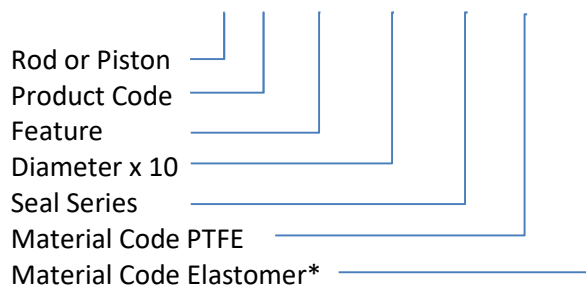 Rod or Piston
Product Code
Feature
Diameter x 10
Seal Series
Material Code PTFE
Material Code Elastomer*